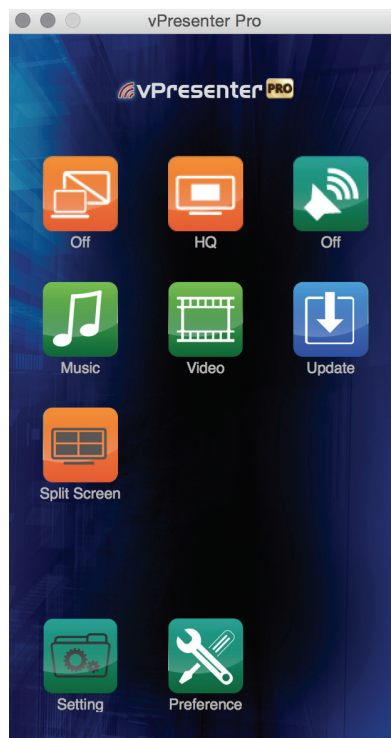 vPresenter Pro
vPresenter PRO
Off
HQ
Off
Music
Video
Update
Split Screen
Setting
Preference